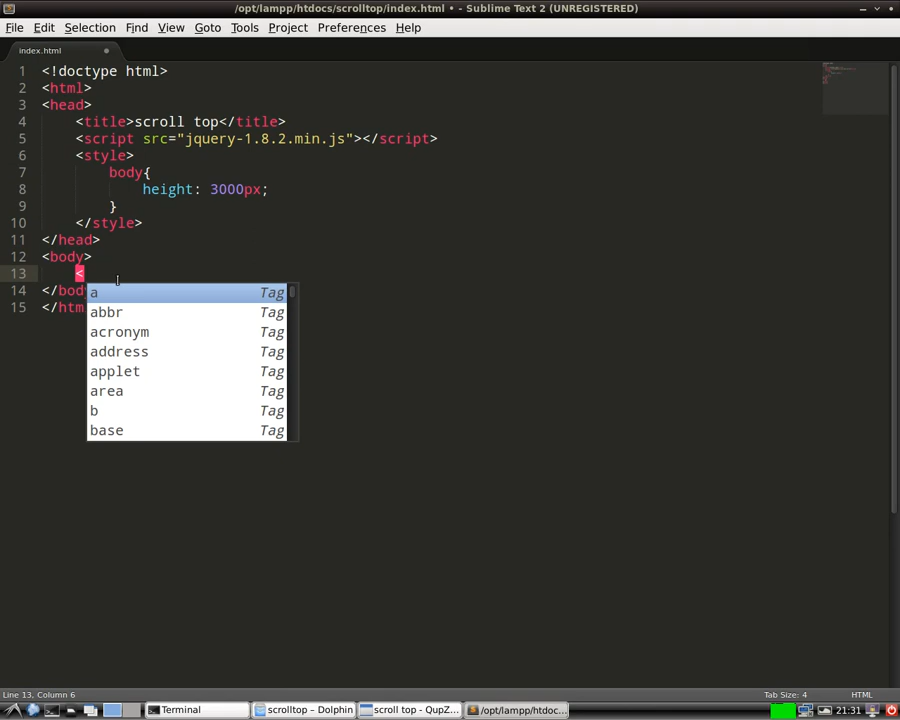 /opt/lampp/htdocs/scrolltop/index.html • - Sublime Text 2 (UNREGISTERED)
File Edit Selection Find View Goto Tools Project Preferences Help
index.html
1 <!doctype html>
2 <html>
3 <head>
4 <title>scroll top</title>
5 <script src="jquery-1.8.2.min.js"></script>
6 <style>
7 body{
8 height: 3000px;
9 }
10 </style>
11 </head>
12 <body>
13 <
14 </bod
15 </htm
a Tag
abbr Tag
acronym Tag
address Tag
applet Tag
area Tag
b Tag
base Tag
Line 13, Column 6 Tab Size: 4 HTML
Terminal scrolltop – Dolphin scroll top - QupZ... /opt/lampp/htdoc... 21:31